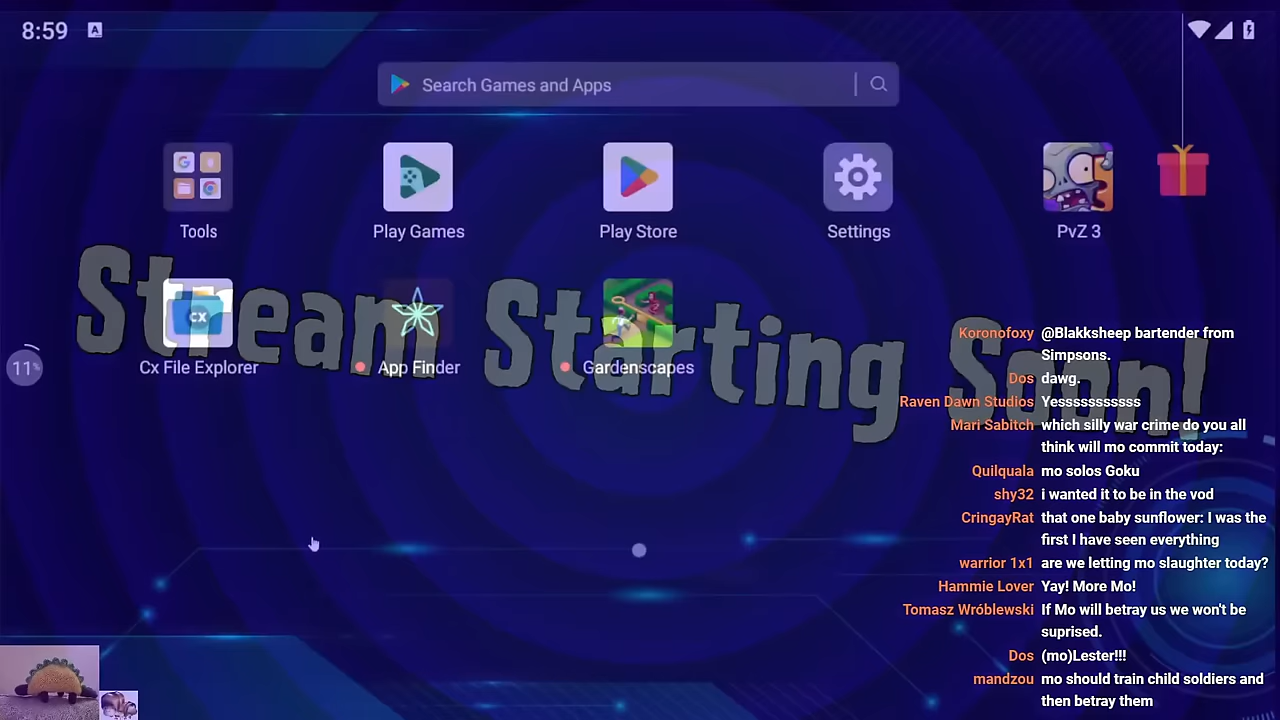 8:59
A
Search Games and Apps
Tools
Play Games
Play Store
Settings
PvZ 3
Stream Starting Soon!
CX
Cx File Explorer
App Finder
Gardenscapes
11%
Koronofoxy @Blakksheep bartender from
Simpsons.
Dos dawg.
Raven Dawn Studios Yesssssssssss
Mari Sabitch which silly war crime do you all
think will mo commit today:
Quilquala mo solos Goku
shy32 i wanted it to be in the vod
CringayRat that one baby sunflower: I was the
first I have seen everything
warrior 1x1 are we letting mo slaughter today?
Hammie Lover Yay! More Mo!
Tomasz Wróblewski If Mo will betray us we won't be
suprised.
Dos (mo)Lester!!!
mandzou mo should train child soldiers and
then betray them